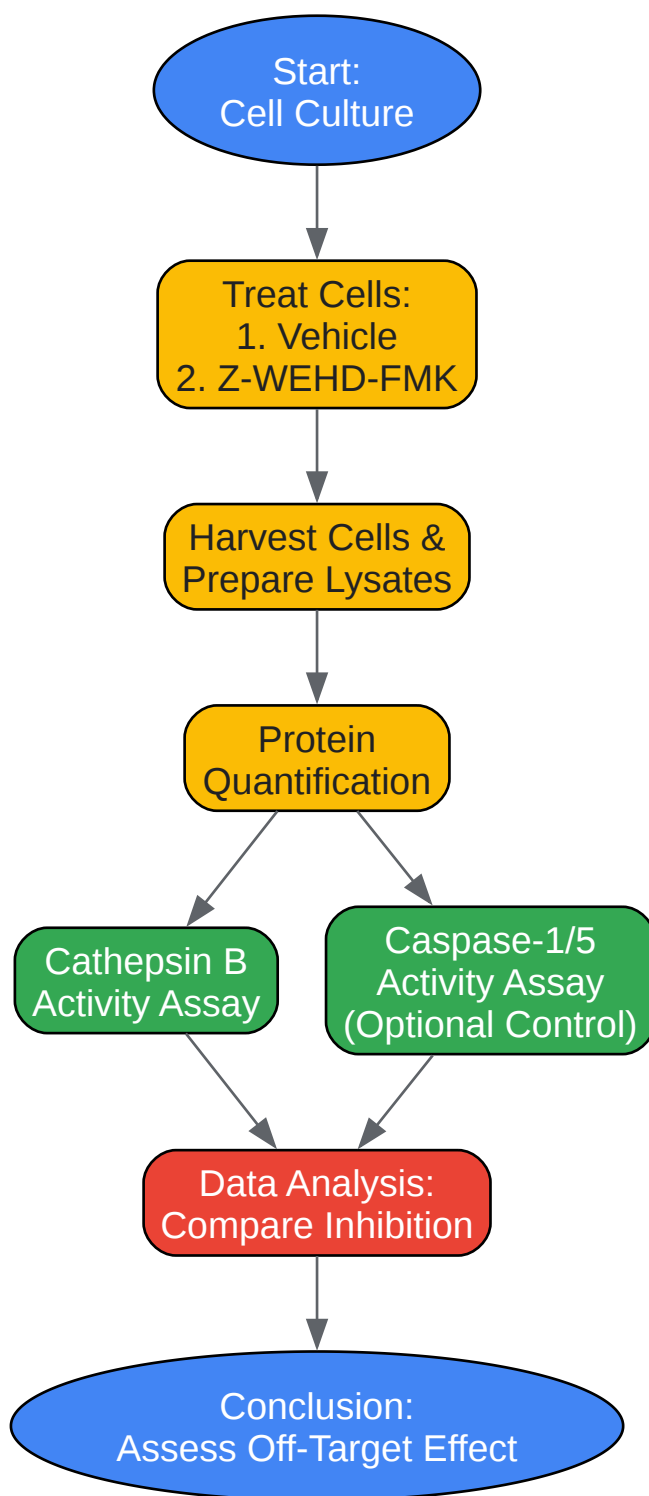 Start:
Cell Culture
Treat Cells:
1. Vehicle
2. Z-WEHD-FMK
Harvest Cells &
Prepare Lysates
Protein
Quantification
Cathepsin B
Activity Assay
Caspase-1/5
Activity Assay
(Optional Control)
Data Analysis:
Compare Inhibition
Conclusion:
Assess Off-Target Effect